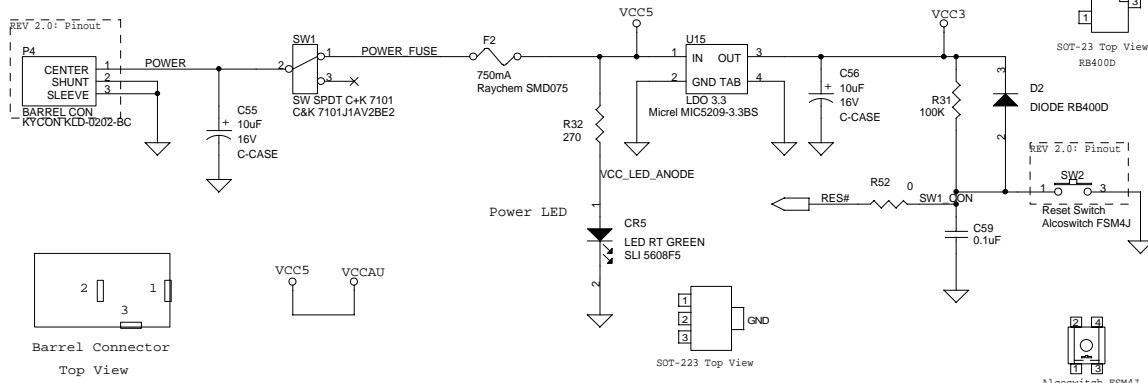 REV 2.0: Pinout
P4
CENTER 1
SHUNT 2
SLEEVE 3
BARREL CON
KYCON KLD-0202-BC
POWER
C55
10uF
16V
C-CASE
SW1
2
1
3
SW SPDT C+K 7101
C&K 7101J1AV2BE2
POWER_FUSE
F2
750mA
Raychem SMD075
VCC5
R32
270
VCC_LED_ANODE
Power LED
1
CR5
LED RT GREEN
SLI 5608F5
2
U15
1 IN OUT 3
2 GND TAB 4
LDO 3.3
Micrel MIC5209-3.3BS
C56
10uF
16V
C-CASE
VCC3
R31
100K
3
D2
DIODE RB400D
2
RES#
R52
0
SW1_CON
C59
0.1uF
REV 2.0: Pinout
SW2
1 3
Reset Switch
Alcoswitch FSM4J
1
3
SOT-23 Top View
RB400D
2 1
3
Barrel Connector
Top View
VCC5 VCCAU
1
2
3
GND
SOT-223 Top View
2 4
1 3
Alcoswitch FSM4J